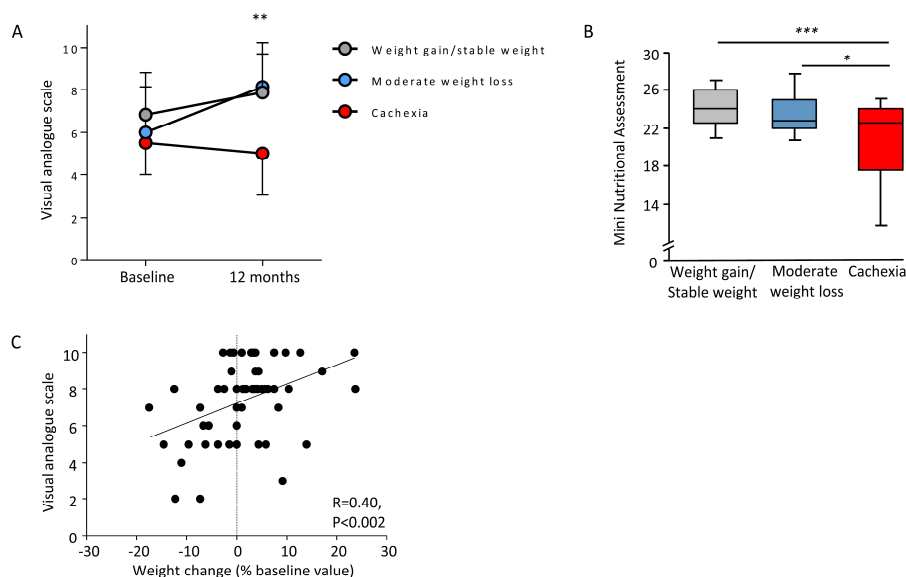 A
**
10
8
6
4
2
0
Visual analogue scale
Baseline
12 months
Weight gain/stable weight
Moderate weight loss
Cachexia
B
***
*
30
26
22
18
14
0
Mini Nutritional Assessment
Weight gain/
Stable weight
Moderate
weight loss
Cachexia
C
10
8
6
4
2
0
Visual analogue scale
R=0.40,
P<0.002
-30
-20
-10
0
10
20
30
Weight change (% baseline value)